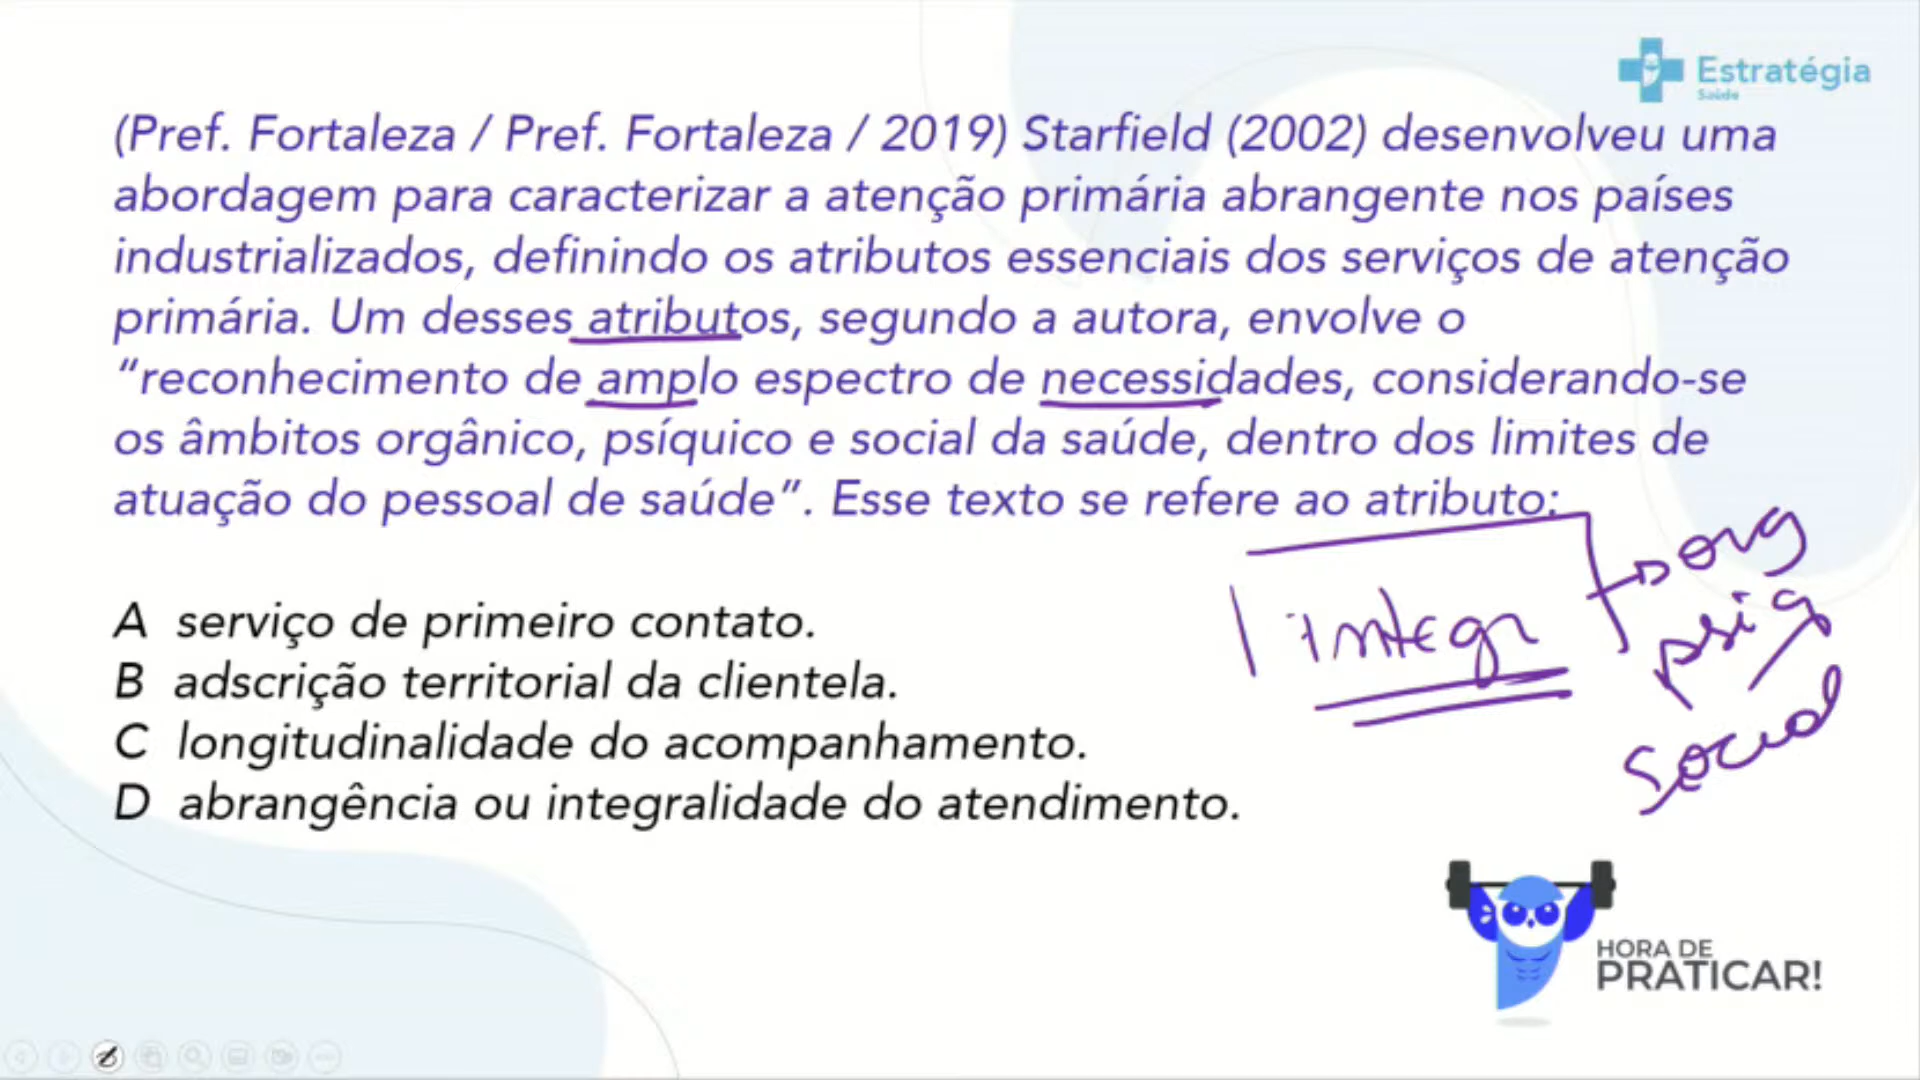 Estratégia
Saúde
(Pref. Fortaleza / Pref. Fortaleza / 2019) Starfield (2002) desenvolveu uma
abordagem para caracterizar a atenção primária abrangente nos países
industrializados, definindo os atributos essenciais dos serviços de atenção
primária. Um desses atributos, segundo a autora, envolve o
“reconhecimento de amplo espectro de necessidades, considerando-se
os âmbitos orgânico, psíquico e social da saúde, dentro dos limites de
atuação do pessoal de saúde”. Esse texto se refere ao atributo:
org
integr
psiq
social
A serviço de primeiro contato.
B adscrição territorial da clientela.
C longitudinalidade do acompanhamento.
D abrangência ou integralidade do atendimento.
HORA DE
PRATICAR!